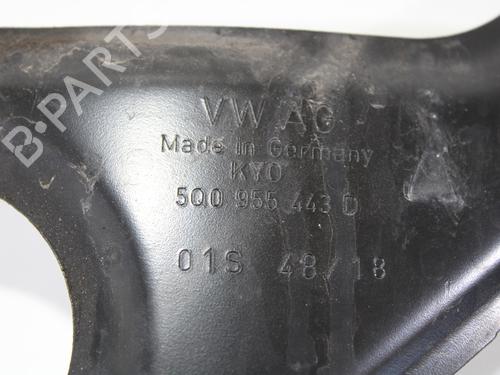 B-PARTS
VW AG
Made in Germany
KYO
5Q0 955 443 D
01S 48/18